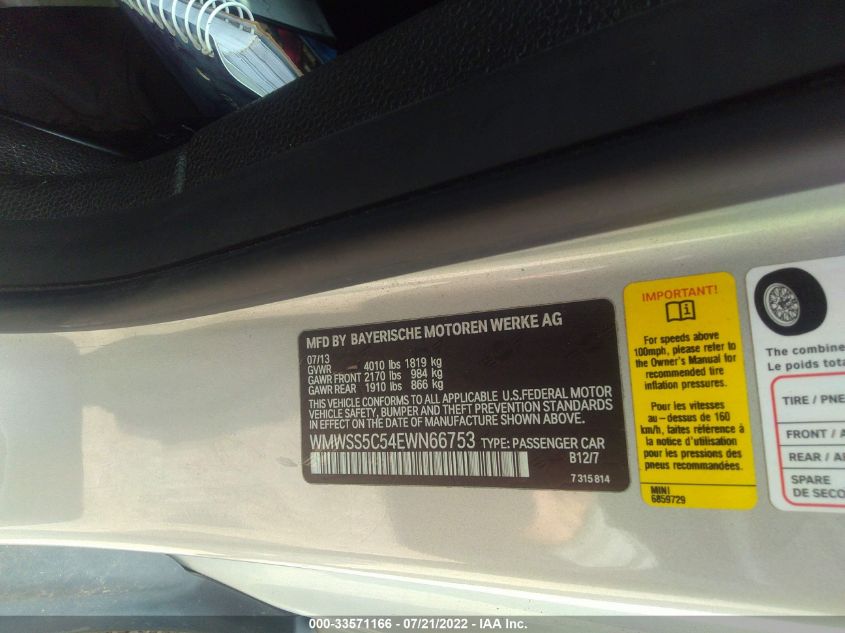 MFD BY BAYERISCHE MOTOREN WERKE AG
07/13
GVWR 4010 lbs 1819 kg
GAWR FRONT 2170 lbs 984 kg
GAWR REAR 1910 lbs 866 kg
THIS VEHICLE CONFORMS TO ALL APPLICABLE U.S.FEDERAL MOTOR
VEHICLE SAFETY, BUMPER AND THEFT PREVENTION STANDARDS
IN EFFECT ON THE DATE OF MANUFACTURE SHOWN ABOVE.
WMWSS5C54EWN66753 TYPE: PASSENGER CAR
B12/7
7 315 814
IMPORTANT!
For speeds above
100mph, please refer to
the Owner's Manual for
recommended tire
inflation pressures.
Pour les vitesses
au-dessus de 160
km/h, faites référence à
la notice d'utilisation
pour les pressions des
pneus recommandées.
MINI
6859729
The combine
Le poids tota
TIRE / PNE
FRONT / A
REAR / AR
SPARE
DE SECO
000-33571166 - 07/21/2022 - IAA Inc.